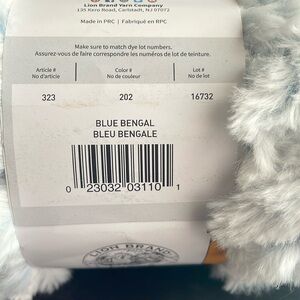 Lion Brand Yarn Company
135 Kero Road, Carlstadt, NJ 07072
Made in PRC | Fabriqué en RPC
Make sure to match dye lot numbers.
Assurez-vous de faire correspondre les numéros de lot de teinture.
Article # Color # Lot #
No d'article No de couleur No de lot
323 202 16732
BLUE BENGAL
BLEU BENGALE
0 23032 03110 1
LION BRAND